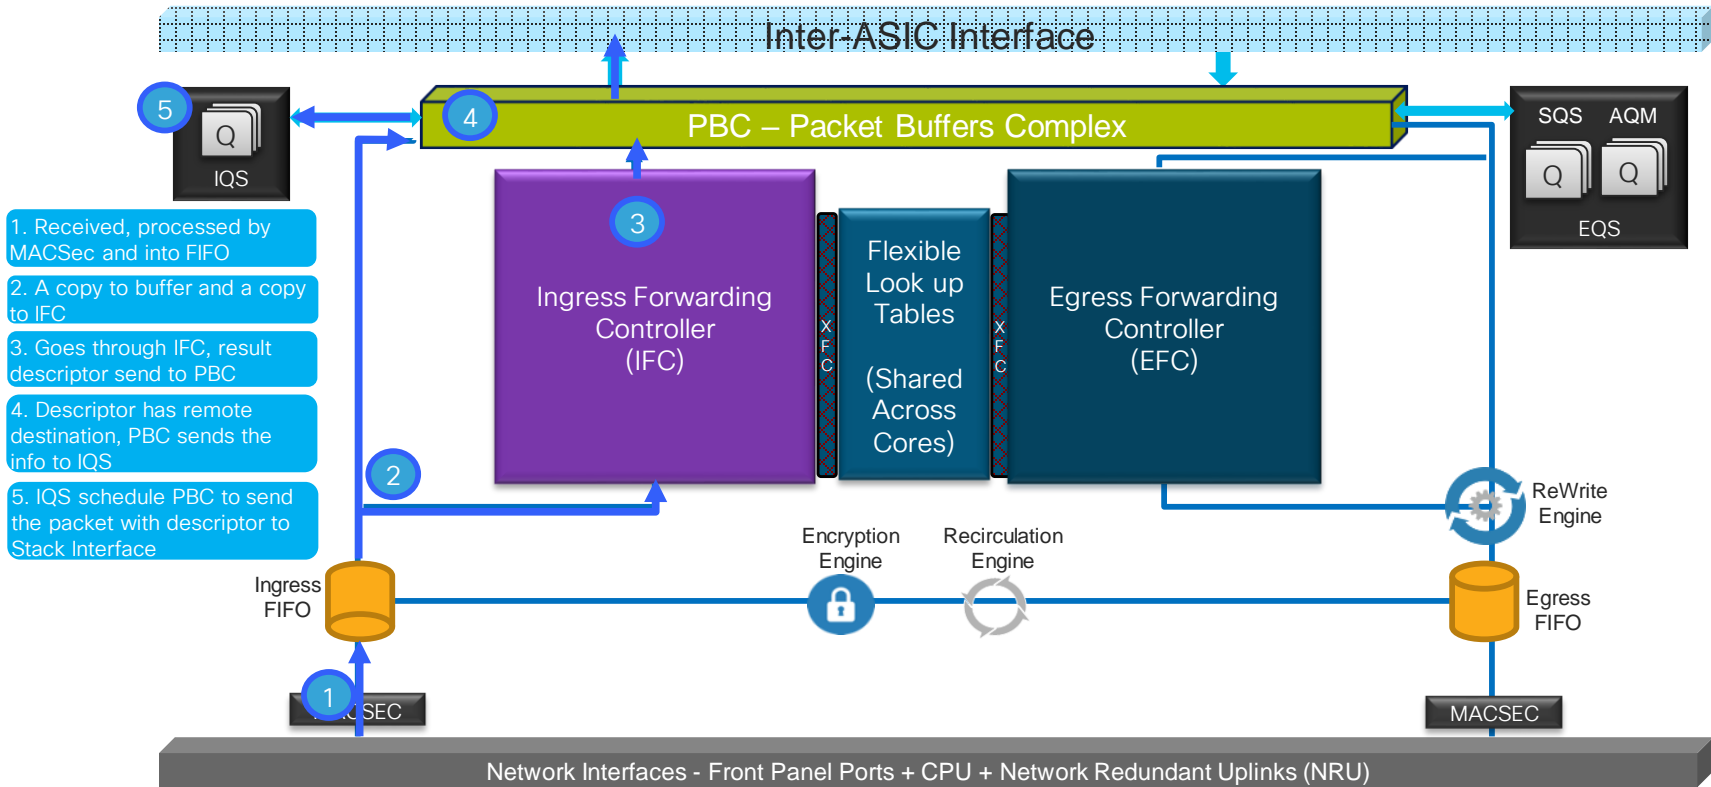 Inter-ASIC Interface
5
4
PBC – Packet Buffers Complex
Q
IQS
SQS
AQM
Q
Q
EQS
1. Received, processed by
MACSec and into FIFO
2. A copy to buffer and a copy
to IFC
3. Goes through IFC, result
descriptor send to PBC
4. Descriptor has remote
destination, PBC sends the
info to IQS
5. IQS schedule PBC to send
the packet with descriptor to
Stack Interface
3
Ingress Forwarding
Controller
(IFC)
X
F
C
Flexible
Look up
Tables
(Shared
Across
Cores)
X
F
C
Egress Forwarding
Controller
(EFC)
2
ReWrite
Engine
Encryption
Engine
Recirculation
Engine
Ingress
FIFO
Egress
FIFO
1
MACSEC
MACSEC
Network Interfaces - Front Panel Ports + CPU + Network Redundant Uplinks (NRU)